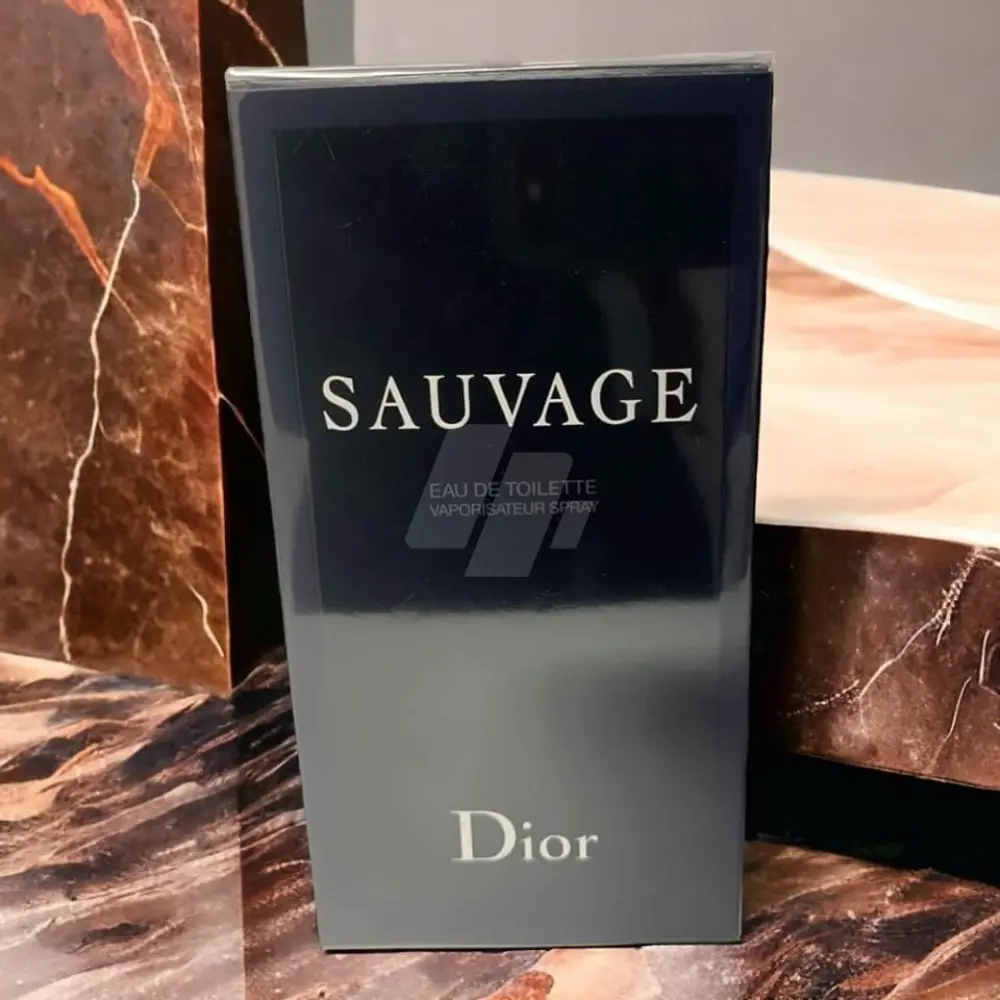 SAUVAGE
EAU DE TOILETTE
VAPORISATEUR SPRAY
Dior